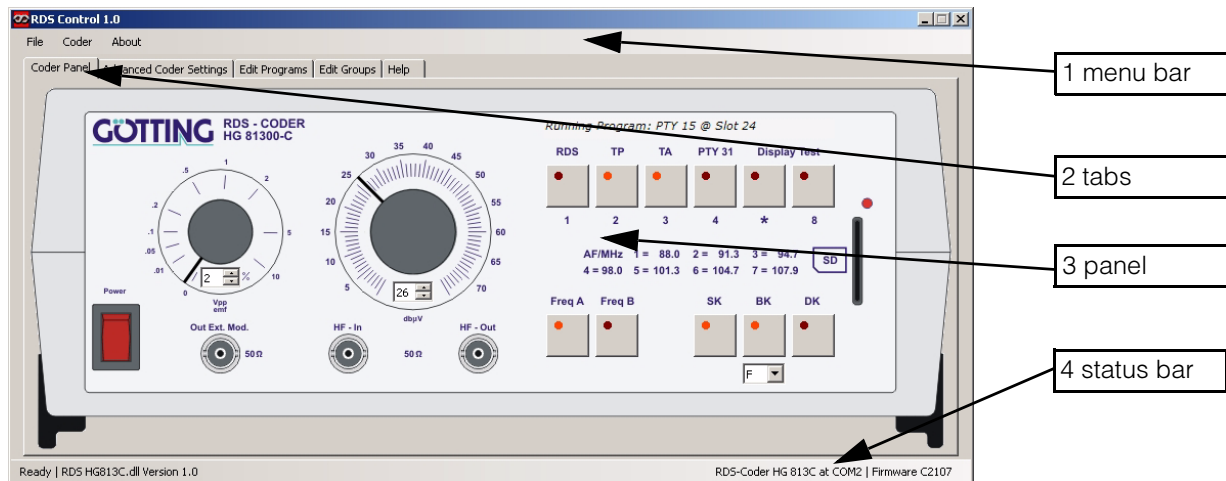 RDS Control 1.0
File Coder About
Coder Panel Advanced Coder Settings Edit Programs Edit Groups Help
1 menu bar
2 tabs
3 panel
4 status bar
GÖTTING RDS - CODER
HG 81300-C
Running Program: PTY 15 @ Slot 24
RDS TP TA PTY 31 Display Test
1 2 3 4 * 8
AF/MHz 1 = 88.0 2 = 91.3 3 = 94.7
4 = 98.0 5 = 101.3 6 = 104.7 7 = 107.9
SD
Freq A Freq B SK BK DK
F
0 .01 .05 .1 .2 .5 1 2 5 10
2 %
Vpp
emf
5 10 15 20 25 30 35 40 45 50 55 60 65 70
26
dbµV
Power
Out Ext. Mod. 50 Ω
HF - In 50 Ω HF - Out
Ready | RDS HG813C.dll Version 1.0
RDS-Coder HG 813C at COM2 | Firmware C2107